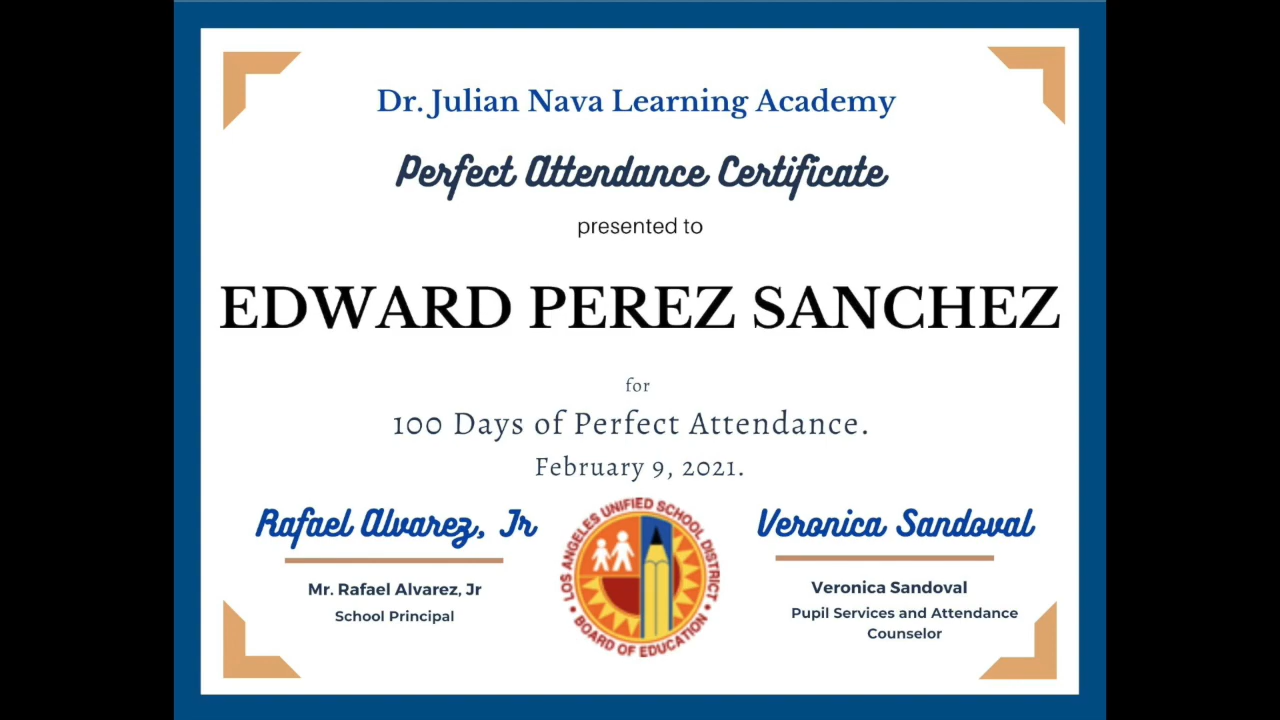 Dr. Julian Nava Learning Academy
Perfect Attendance Certificate
presented to
EDWARD PEREZ SANCHEZ
for
100 Days of Perfect Attendance.
February 9, 2021.
Rafael Alvarez, Jr
Mr. Rafael Alvarez, Jr
School Principal
LOS ANGELES UNIFIED SCHOOL DISTRICT
BOARD OF EDUCATION
Veronica Sandoval
Veronica Sandoval
Pupil Services and Attendance
Counselor